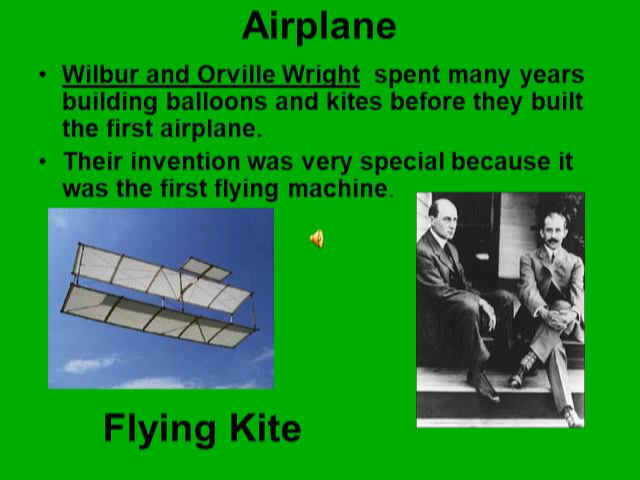 Airplane
• Wilbur and Orville Wright spent many years
building balloons and kites before they built
the first airplane.
• Their invention was very special because it
was the first flying machine.
Flying Kite